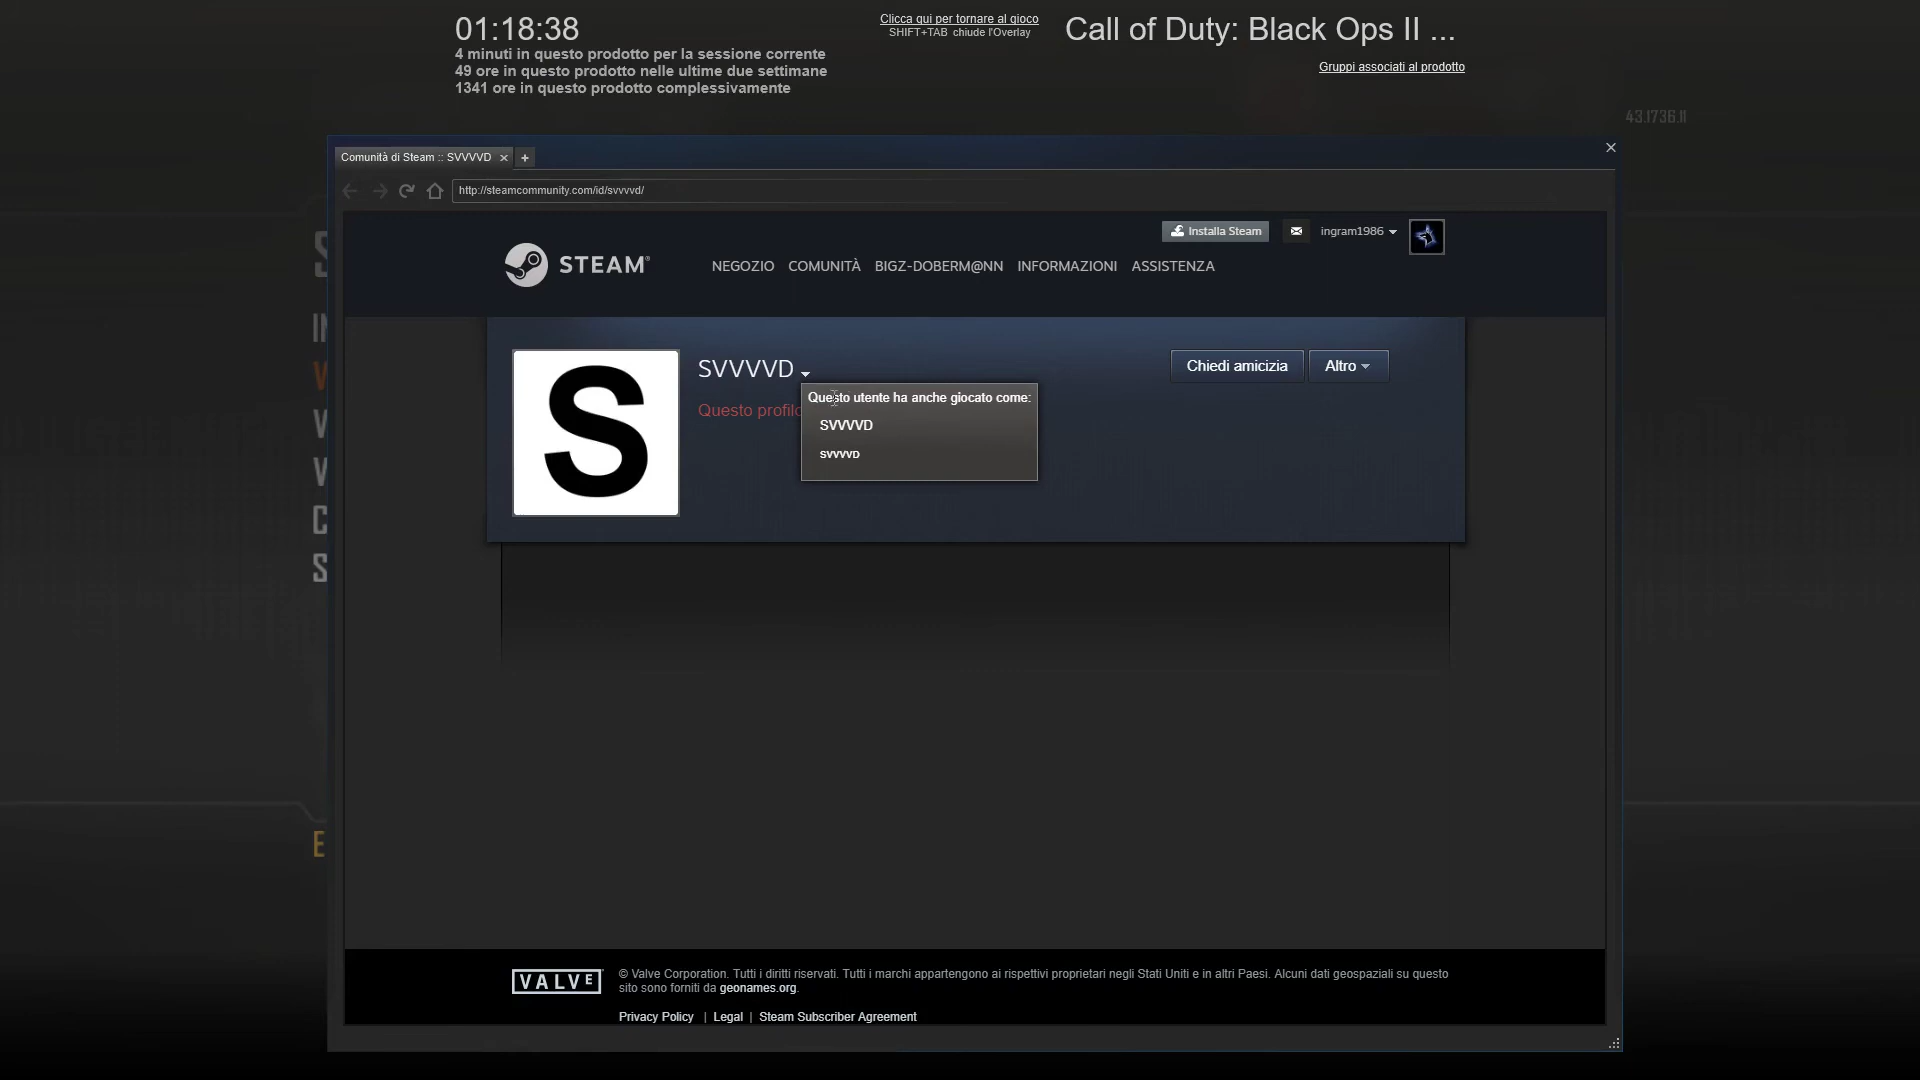 01:18:38
4 minuti in questo prodotto per la sessione corrente
49 ore in questo prodotto nelle ultime due settimane
1341 ore in questo prodotto complessivamente
Clicca qui per tornare al gioco
SHIFT+TAB chiude l'Overlay
Call of Duty: Black Ops II ...
Gruppi associati al prodotto
43.1736.11
Comunità di Steam :: SVVVVD
http://steamcommunity.com/id/svvvvd/
Installa Steam
ingram1986
STEAM®
NEGOZIO COMUNITÀ BIGZ-DOBERM@NN INFORMAZIONI ASSISTENZA
S
SVVVVD
Chiedi amicizia
Altro
Questo profilo
Questo utente ha anche giocato come:
SVVVVD
SVVVVD
VALVE
© Valve Corporation. Tutti i diritti riservati. Tutti i marchi appartengono ai rispettivi proprietari negli Stati Uniti e in altri Paesi. Alcuni dati geospaziali su questo
sito sono forniti da geonames.org.
Privacy Policy | Legal | Steam Subscriber Agreement